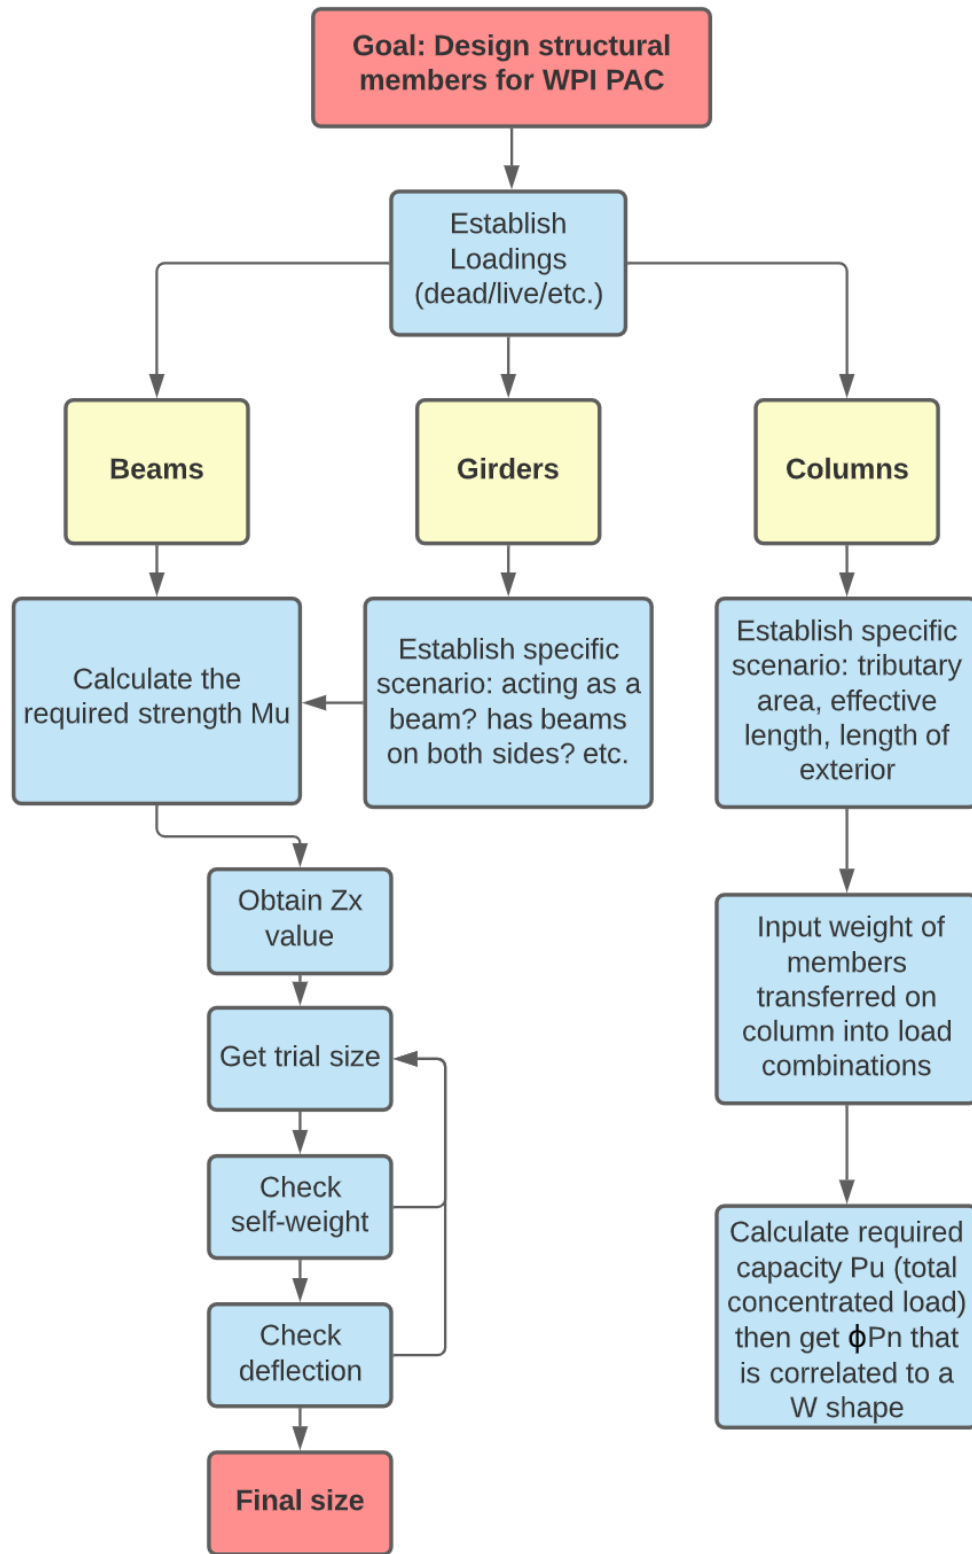 Goal: Design structural
members for WPI PAC
Establish
Loadings
(dead/live/etc.)
Beams
Girders
Columns
Calculate the
required strength Mu
Establish specific
scenario: acting as a
beam? has beams
on both sides? etc.
Establish specific
scenario: tributary
area, effective
length, length of
exterior
Obtain Zx
value
Get trial size
Check
self-weight
Check
deflection
Final size
Input weight of
members
transferred on
column into load
combinations
Calculate required
capacity Pu (total
concentrated load)
then get ϕPn that
is correlated to a
W shape